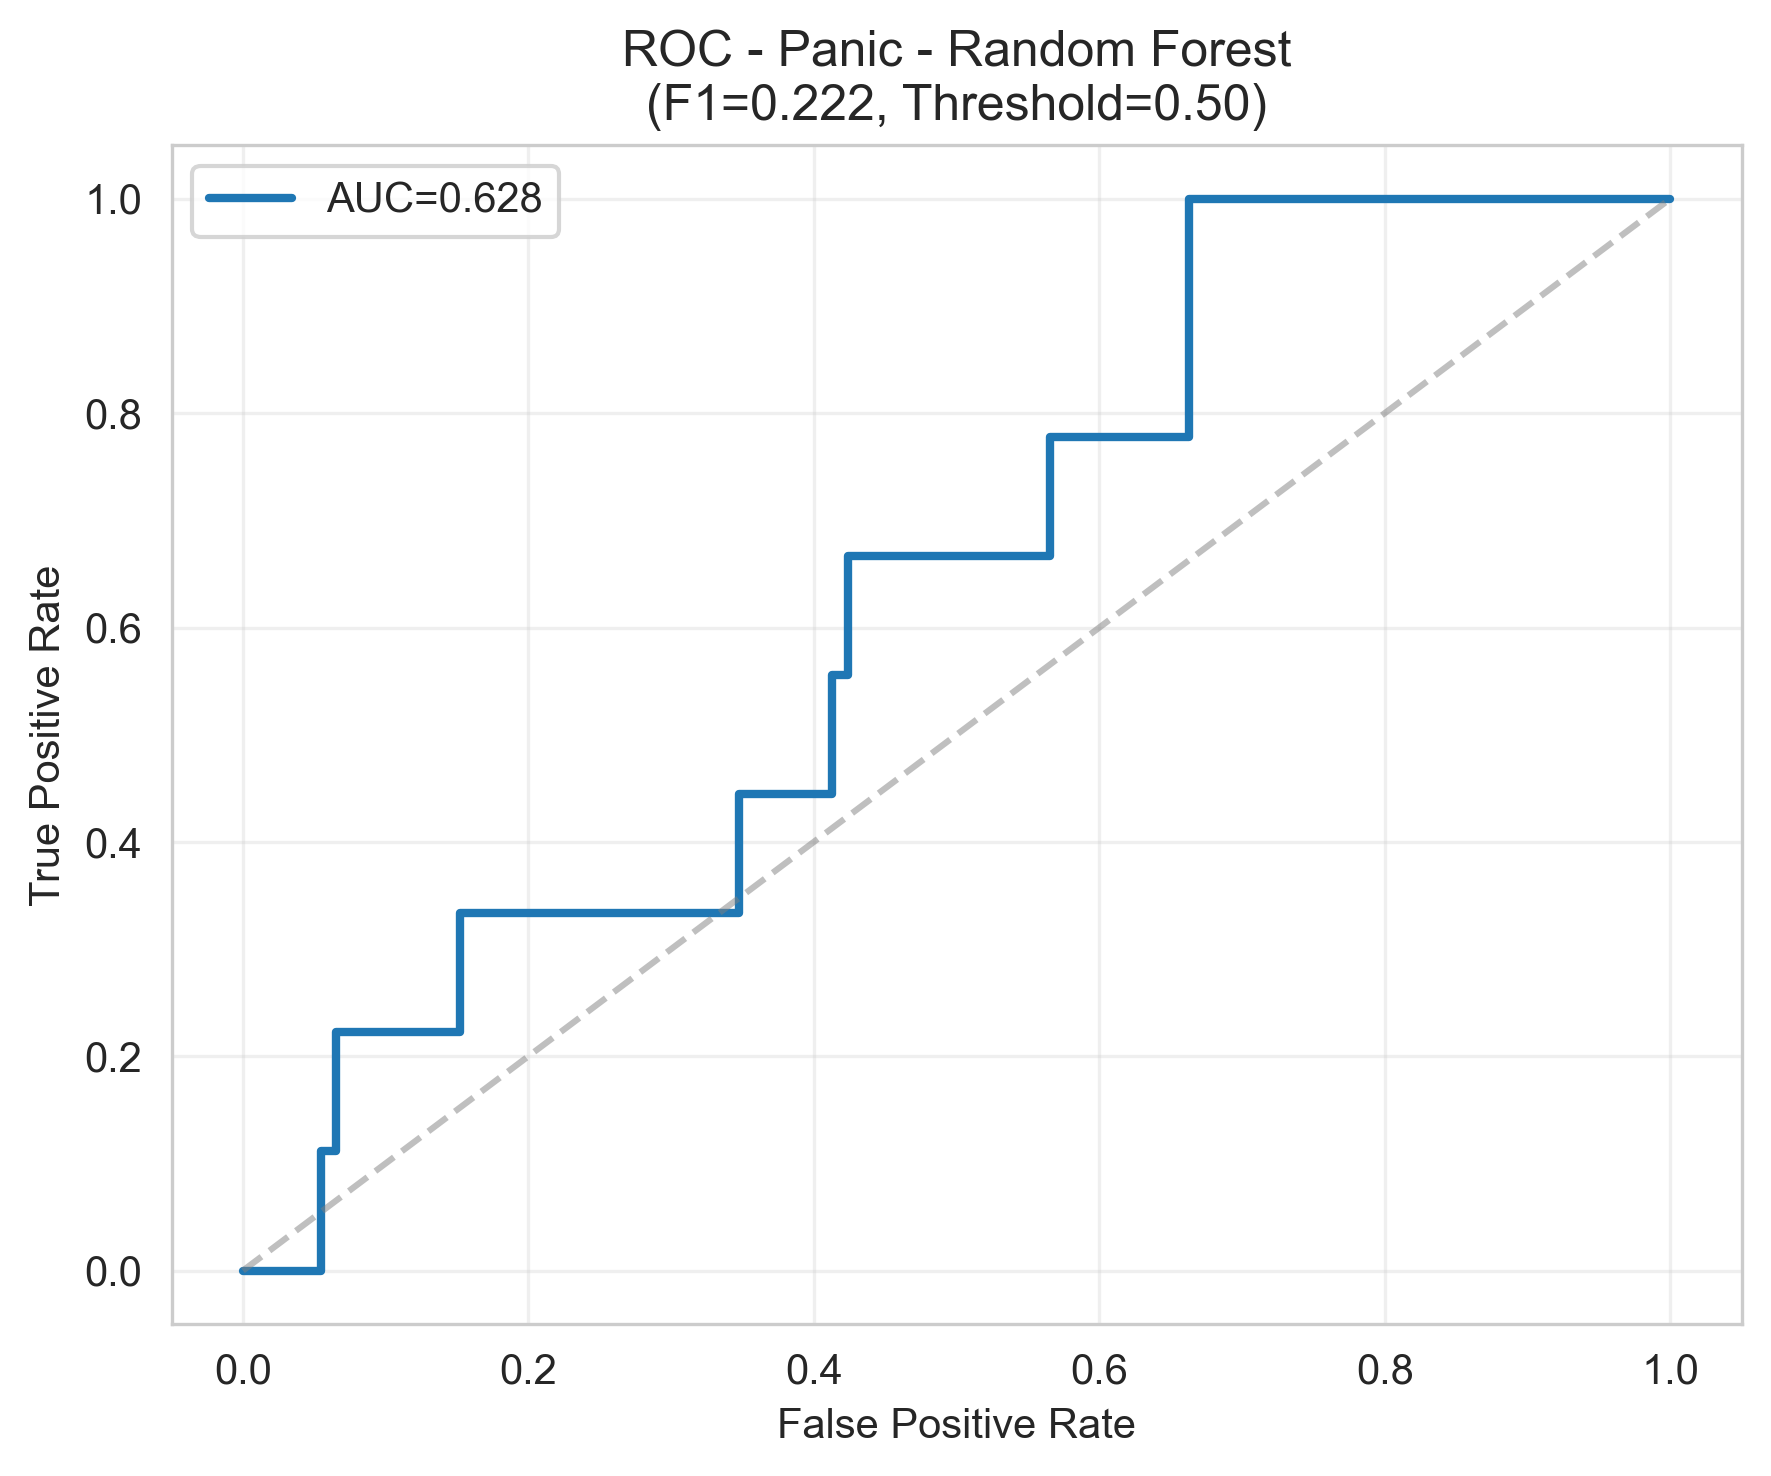 ROC - Panic - Random Forest
(F1=0.222, Threshold=0.50)
AUC=0.628
1.0
0.8
0.6
0.4
0.2
0.0
True Positive Rate
0.0 0.2 0.4 0.6 0.8 1.0
False Positive Rate